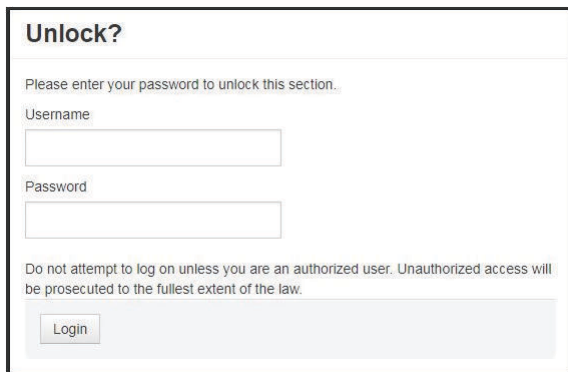 Unlock?
Please enter your password to unlock this section.
Username
Password
Do not attempt to log on unless you are an authorized user. Unauthorized access will
be prosecuted to the fullest extent of the law.
Login